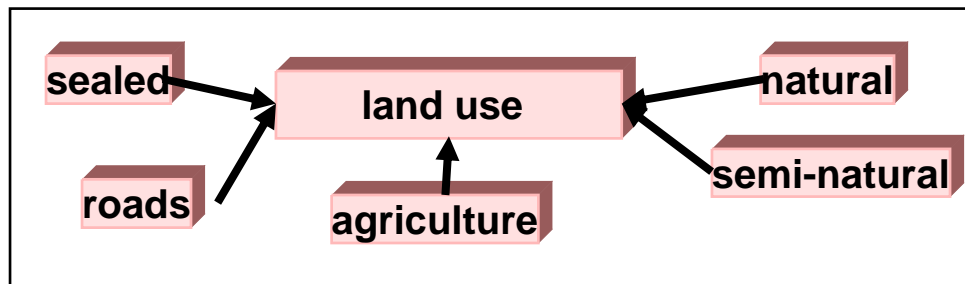 sealed
land use
natural
roads
agriculture
semi-natural